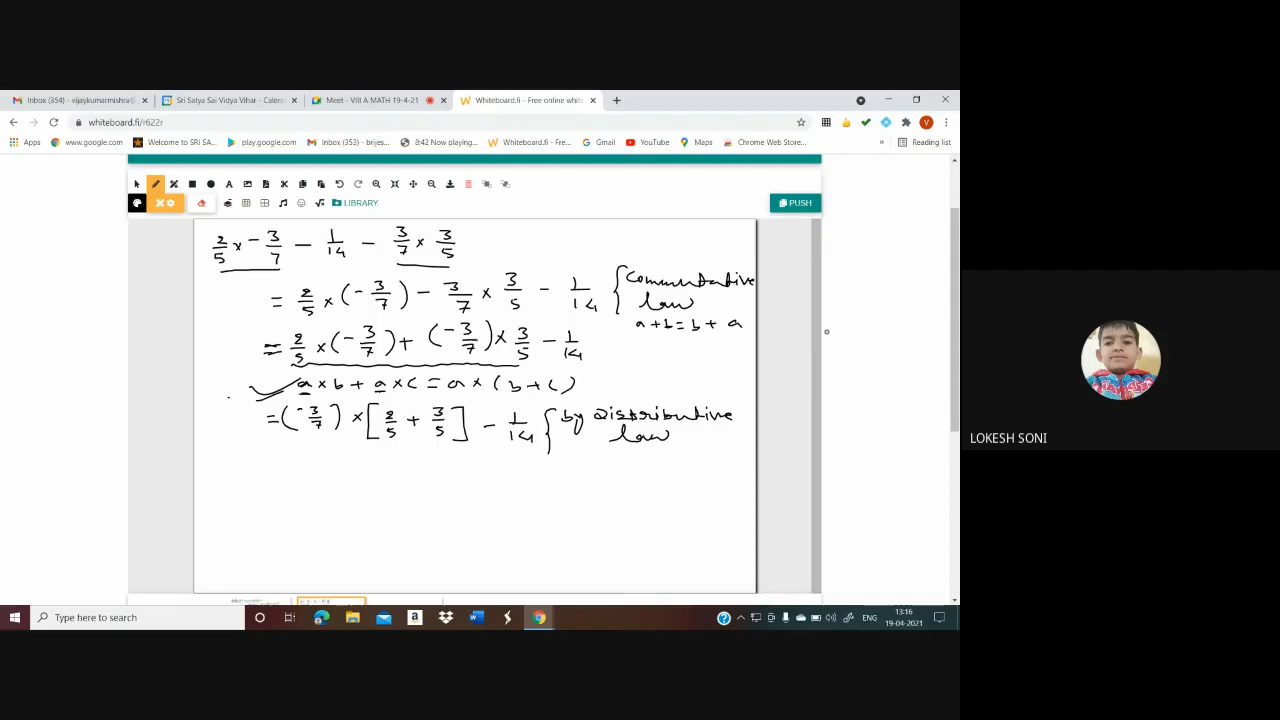 Inbox (354) - vijaykumarmishra@
Sri Satya Sai Vidya Vihar - Calen
Meet - VIII A MATH 19-4-21
Whiteboard.fi - Free online white
whiteboard.fi/r622r
Apps
www.google.com
Welcome to SRI SA...
play.google.com
Inbox (353) - brijes...
8:42 Now playing...
Whiteboard.fi - Fre...
Gmail
YouTube
Maps
Chrome Web Store...
»
Reading list
V
LIBRARY
PUSH
2/5 × -3/7 - 1/14 - 3/7 × 3/5
= 2/5 × (-3/7) - 3/7 × 3/5 - 1/14 { Commutative
law
a+b=b+a
= 2/5 × (-3/7) + (-3/7) × 3/5 - 1/14
a×b + a×c = a×(b+c)
= (-3/7) × [2/5 + 3/5] - 1/14 { by Distributive
law
LOKESH SONI
Type here to search
ENG
13:16
19-04-2021